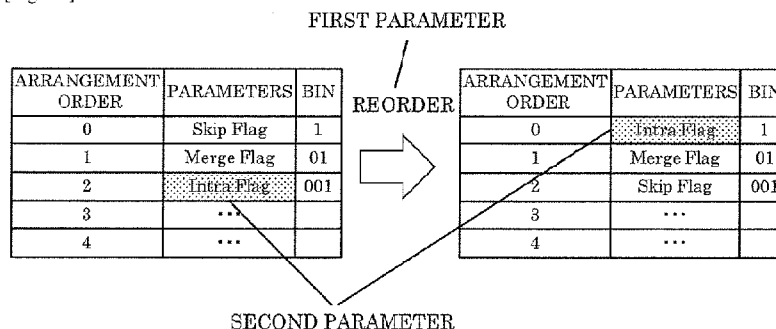 FIRST PARAMETER
ARRANGEMENT ORDER PARAMETERS BIN
0 Skip Flag 1
1 Merge Flag 01
2 Intra Flag 001
3 ...
4 ...
REORDER
ARRANGEMENT ORDER PARAMETERS BIN
0 Intra Flag 1
1 Merge Flag 01
2 Skip Flag 001
3 ...
4 ...
SECOND PARAMETER